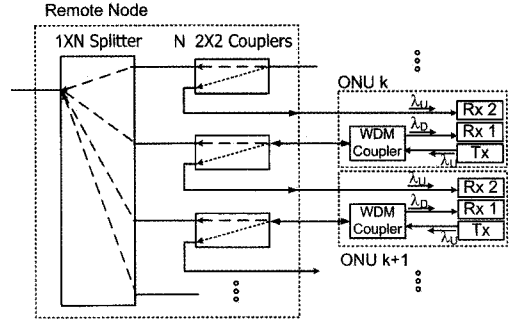 Remote Node
1XN Splitter
N 2X2 Couplers
ONU k
λU
Rx 2
λD
Rx 1
WDM
Coupler
Tx
λU
λU
Rx 2
λD
Rx 1
WDM
Coupler
Tx
λU
ONU k+1